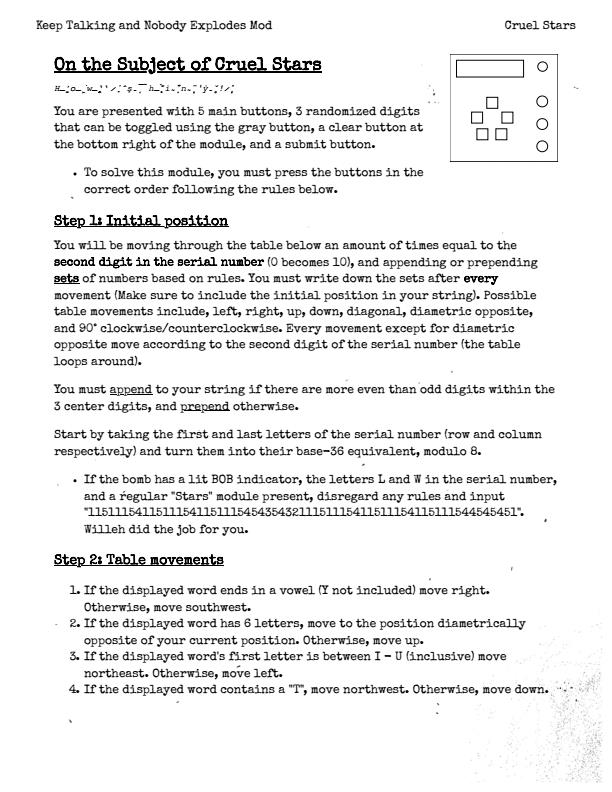 Keep Talking and Nobody Explodes Mod
Cruel Stars
On the Subject of Cruel Stars
You are presented with 5 main buttons, 3 randomized digits
that can be toggled using the gray button, a clear button at
the bottom right of the module, and a submit button.
• To solve this module, you must press the buttons in the
correct order following the rules below.
Step 1: Initial position
You will be moving through the table below an amount of times equal to the
second digit in the serial number (0 becomes 10), and appending or prepending
sets of numbers based on rules. You must write down the sets after every
movement (Make sure to include the initial position in your string). Possible
table movements include, left, right, up, down, diagonal, diametric opposite,
and 90° clockwise/counterclockwise. Every movement except for diametric
opposite move according to the second digit of the serial number (the table
loops around).
You must append to your string if there are more even than odd digits within the
3 center digits, and prepend otherwise.
Start by taking the first and last letters of the serial number (row and column
respectively) and turn them into their base-36 equivalent, modulo 8.
• If the bomb has a lit BOB indicator, the letters L and W in the serial number,
and a regular "Stars" module present, disregard any rules and input
Willeh did the job for you.
Step 2: Table movements
1. If the displayed word ends in a vowel (Y not included) move right.
Otherwise, move southwest.
2. If the displayed word has 6 letters, move to the position diametrically
opposite of your current position. Otherwise, move up.
3. If the displayed word's first letter is between I - U (inclusive) move
northeast. Otherwise, move left.
4. If the displayed word contains a "T", move northwest. Otherwise, move down.